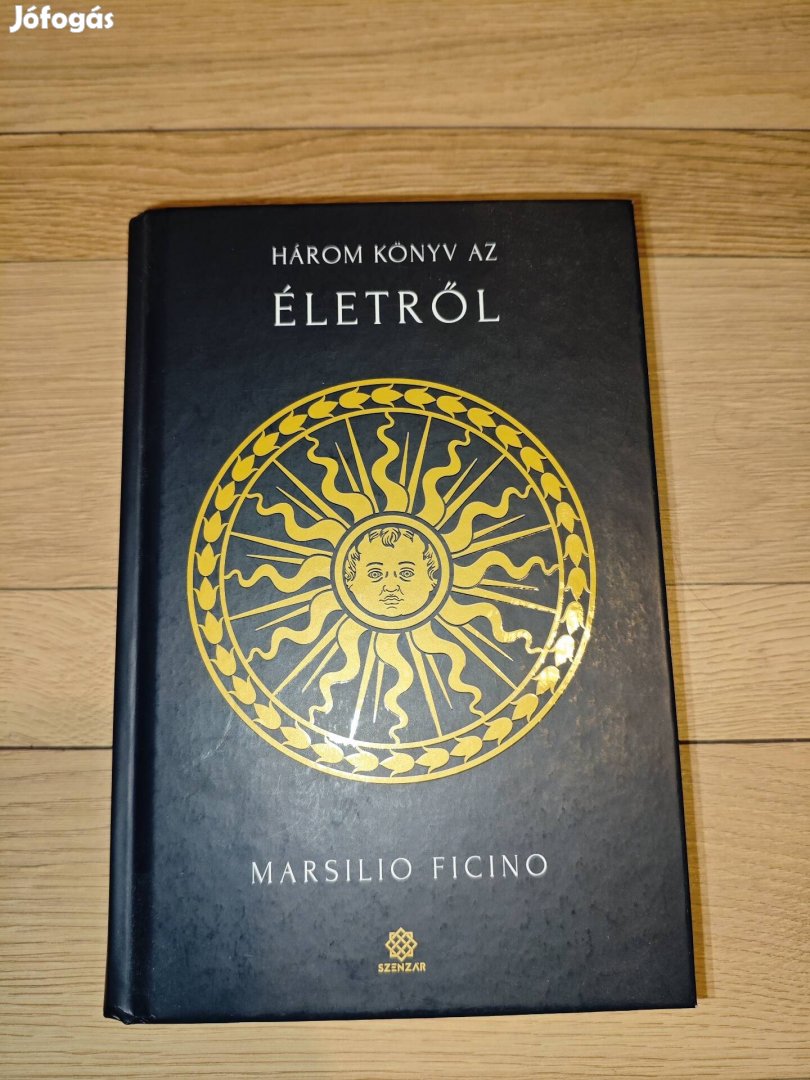 Jófogás
HÁROM KÖNYV AZ
ÉLETRŐL
MARSILIO FICINO
SZENZÁR